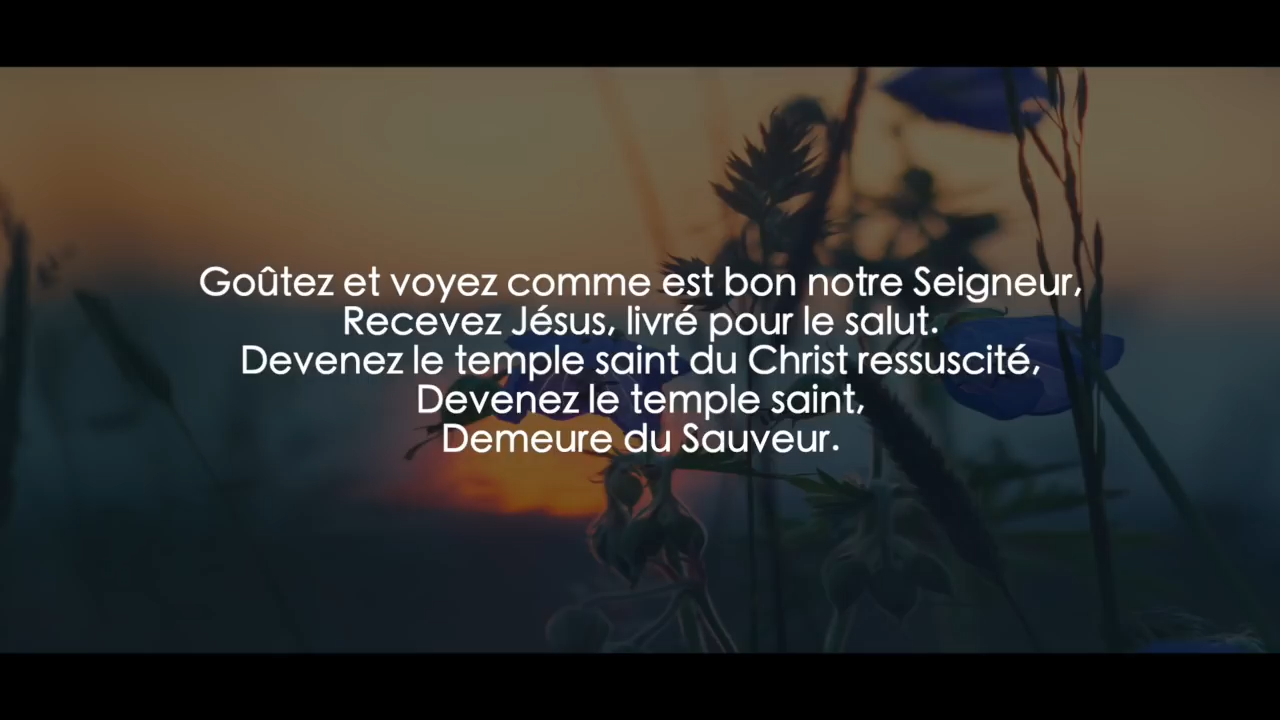 Goûtez et voyez comme est bon notre Seigneur,
Recevez Jésus, livré pour le salut.
Devenez le temple saint du Christ ressuscité,
Devenez le temple saint,
Demeure du Sauveur.